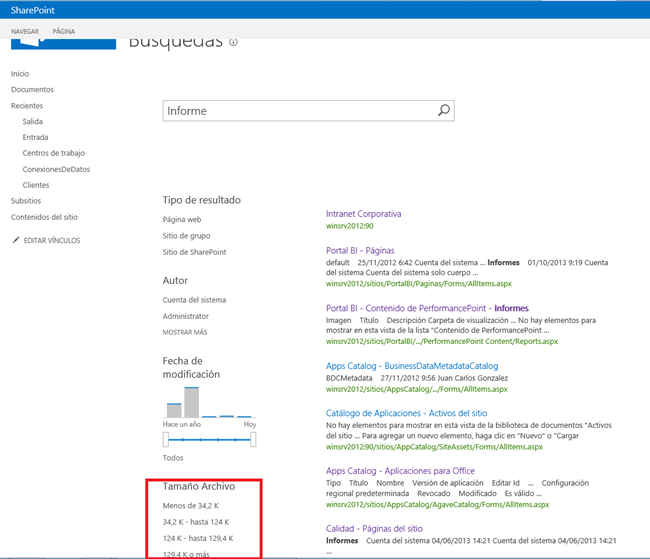 SharePoint
NAVEGAR PÁGINA
Búsquedas
Inicio
Documentos
Recientes
Salida
Entrada
Centros de trabajo
ConexionesDeDatos
Clientes
Subsitios
Contenidos del sitio
EDITAR VÍNCULOS
Informe
Tipo de resultado
Página web
Sitio de grupo
Sitio de SharePoint
Autor
Cuenta del sistema
Administrator
MOSTRAR MÁS
Fecha de
modificación
Hace un año Hoy
Todos
Tamaño Archivo
Menos de 34,2 K
34,2 K - hasta 124 K
124 K - hasta 129,4 K
129,4 K o más
Intranet Corporativa
winsrv2012:90
Portal BI - Páginas
default 25/11/2012 6:42 Cuenta del sistema ... Informes 01/10/2013 9:19 Cuenta
del sistema Cuenta del sistema solo cuerpo ...
winsrv2012/sitios/PortalBI/Paginas/Forms/AllItems.aspx
Portal BI - Contenido de PerformancePoint - Informes
Imagen Título Descripción Carpeta de visualización ... No hay elementos para
mostrar en esta vista de la lista "Contenido de PerformancePoint ...
winsrv2012/sitios/PortalBI/.../PerformancePoint Content/Reports.aspx
Apps Catalog - BusinessDataMetadataCatalog
BDCMetadata 27/11/2012 9:56 Juan Carlos Gonzalez
winsrv2012/sitios/AppsCatalog/.../Forms/AllItems.aspx
Catálogo de Aplicaciones - Activos del sitio
No hay elementos para mostrar en esta vista de la biblioteca de documentos "Activos
del sitio ... Para agregar un nuevo elemento, haga clic en "Nuevo" o "Cargar
winsrv2012:90/sitios/AppsCatalog/SiteAssets/Forms/AllItems.aspx
Apps Catalog - Aplicaciones para Office
Tipo Título Nombre Versión de aplicación Editar Id ... Configuración
regional predeterminada Revocado Modificado Es válido ...
winsrv2012/sitios/AppsCatalog/AgaveCatalog/Forms/AllItems.aspx
Calidad - Páginas del sitio
Informes Cuenta del sistema 04/06/2013 14:21 Cuenta del sistema 04/06/2013 14:21
...